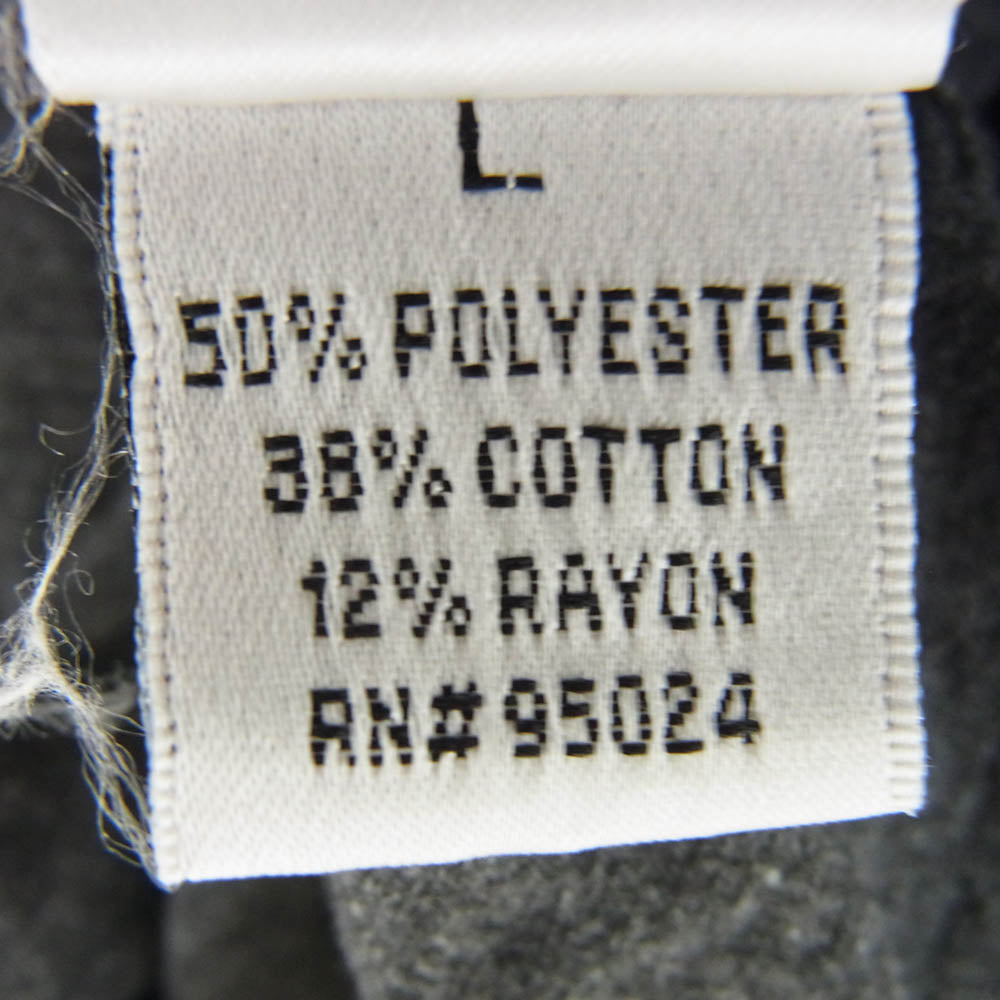 L
50% POLYESTER
38% COTTON
12% RAYON
RN# 95024